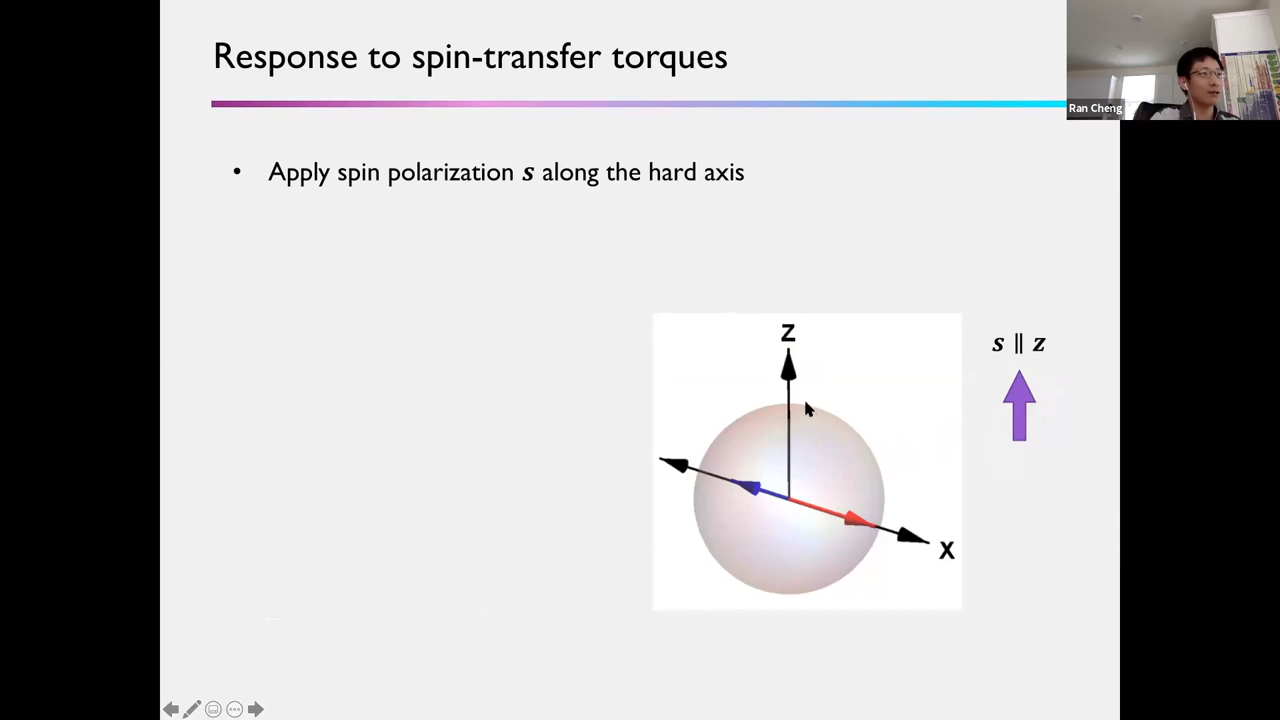 Response to spin-transfer torques
Ran Cheng
• Apply spin polarization s along the hard axis
Z
s ∥ z
X